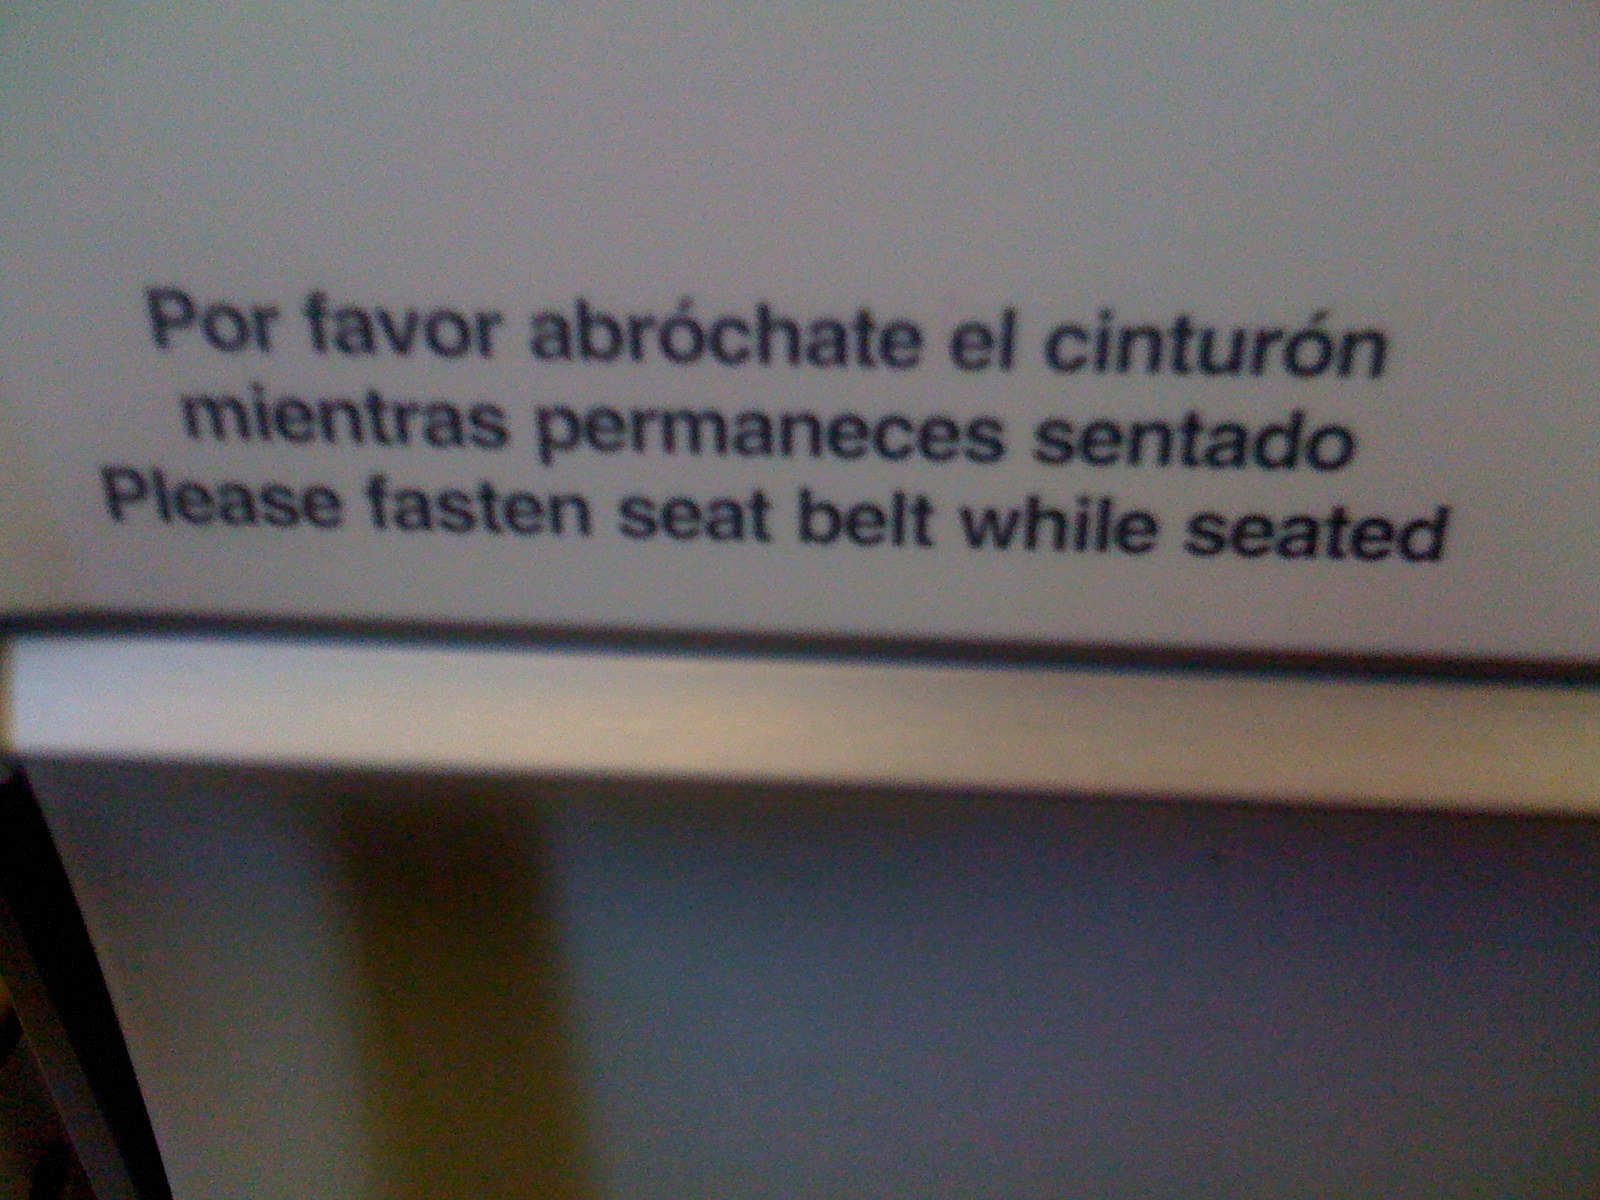 Por favor abróchate el cinturón
mientras permaneces sentado
Please fasten seat belt while seated